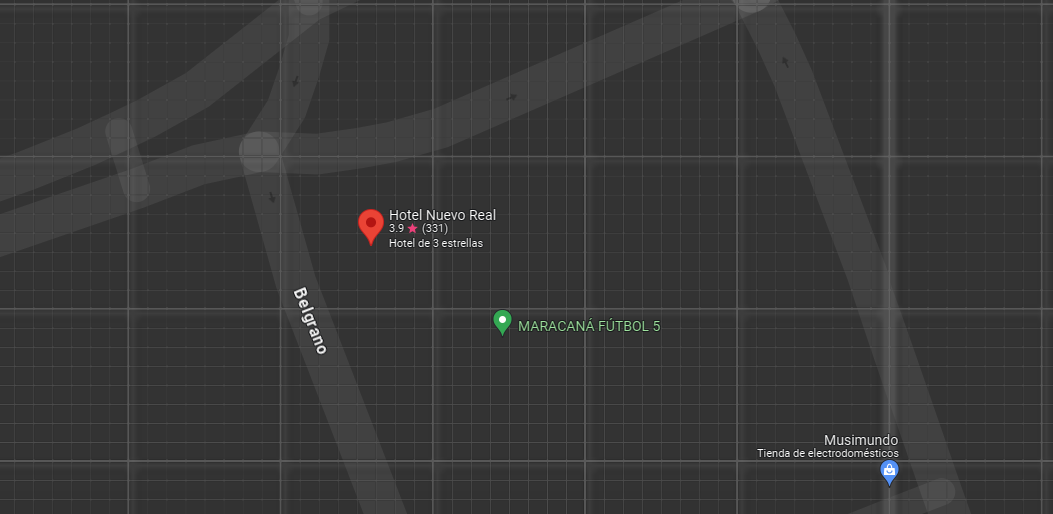 Hotel Nuevo Real
3.9 ★ (331)
Hotel de 3 estrellas
Belgrano
MARACANÁ FÚTBOL 5
Musimundo
Tienda de electrodomésticos